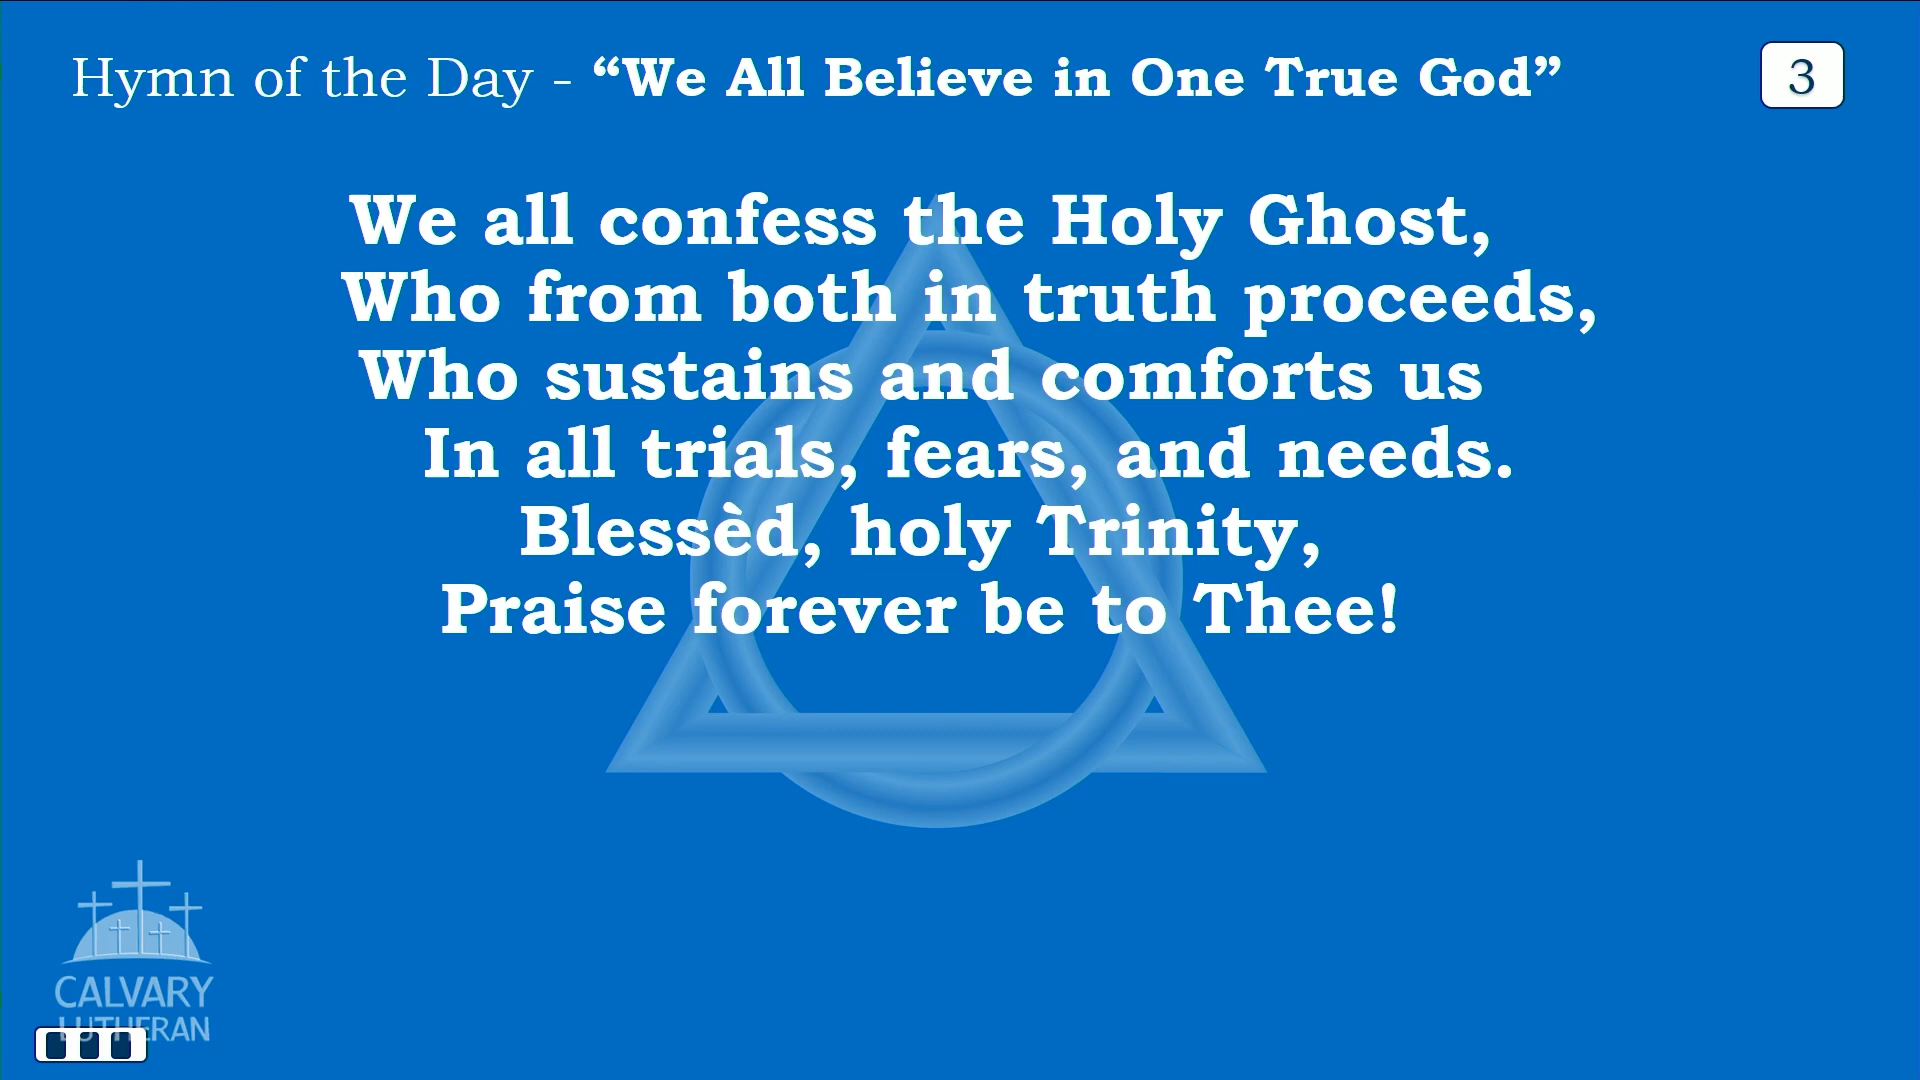 Hymn of the Day - “We All Believe in One True God”
3
We all confess the Holy Ghost,
Who from both in truth proceeds,
Who sustains and comforts us
In all trials, fears, and needs.
Blessèd, holy Trinity,
Praise forever be to Thee!
CALVARY
LUTHERAN